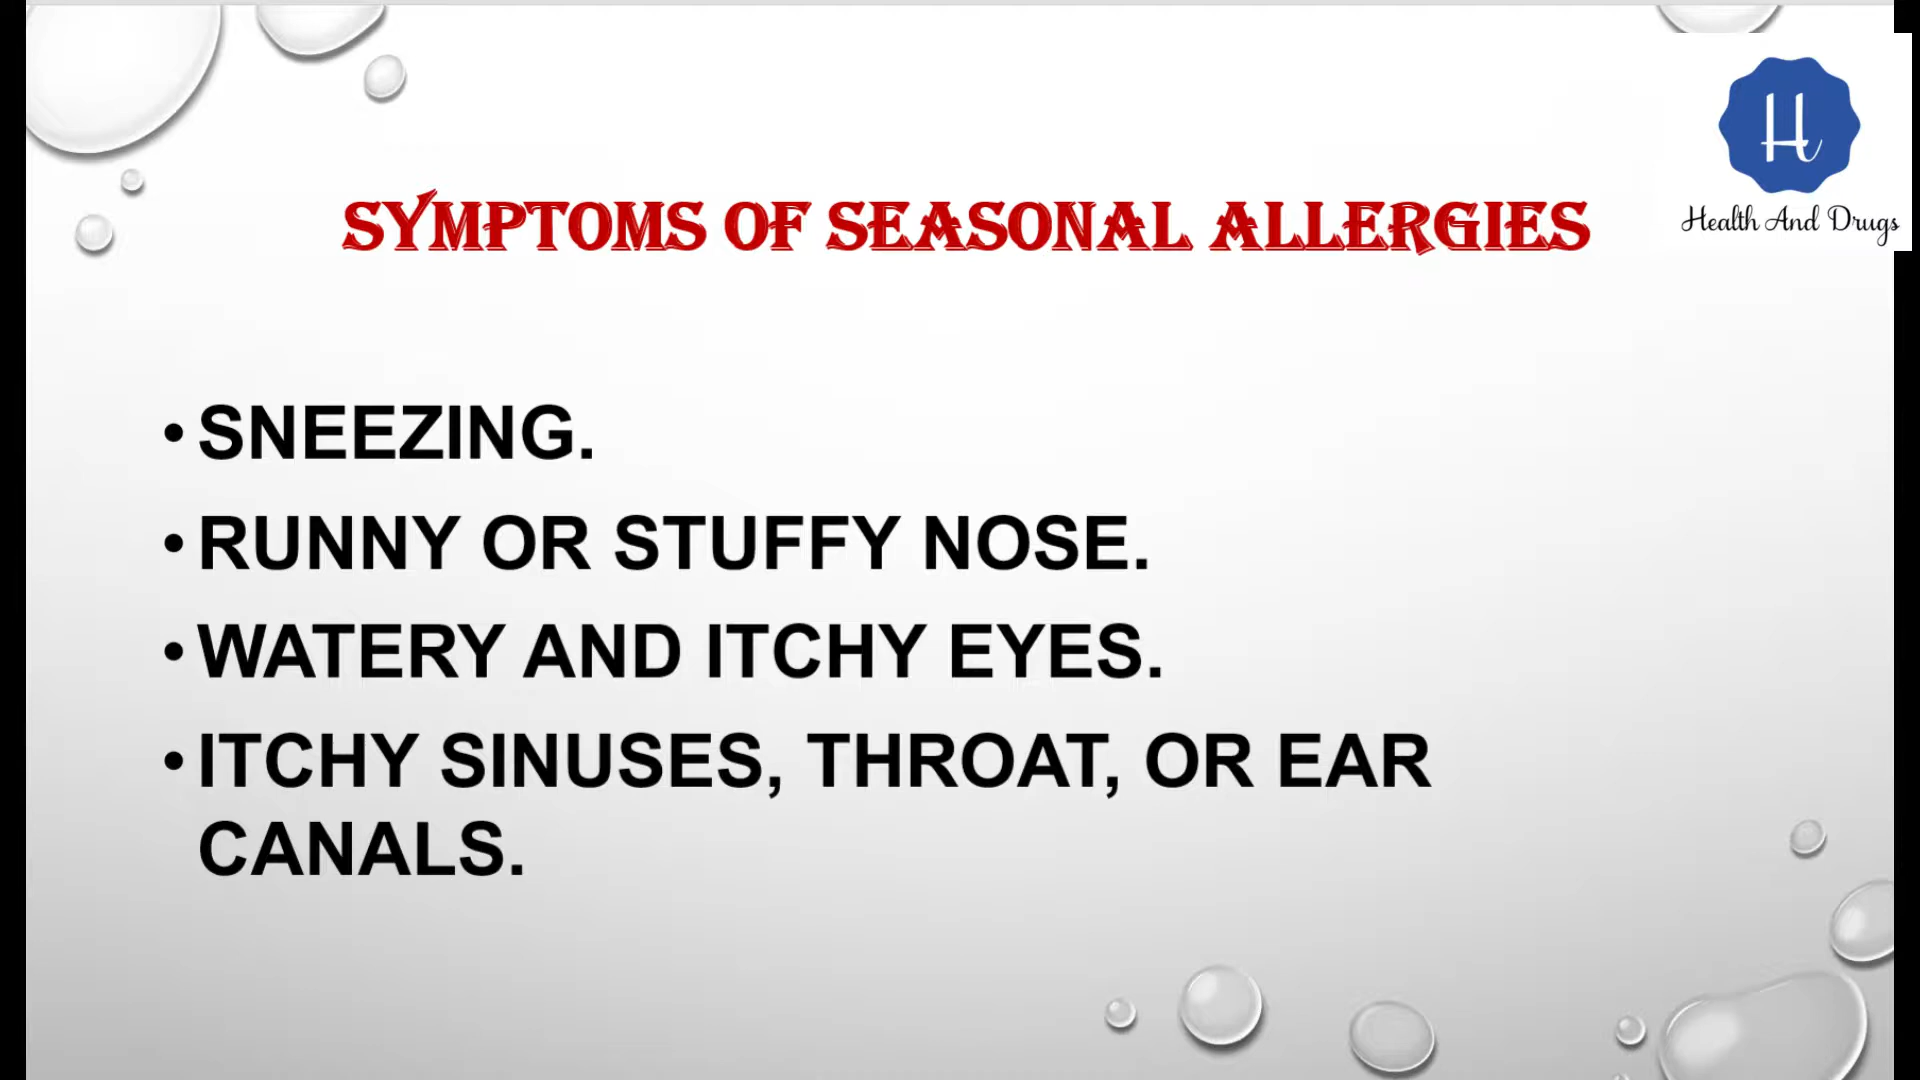 H
Health And Drugs
SYMPTOMS OF SEASONAL ALLERGIES
• SNEEZING.
• RUNNY OR STUFFY NOSE.
• WATERY AND ITCHY EYES.
• ITCHY SINUSES, THROAT, OR EAR
CANALS.